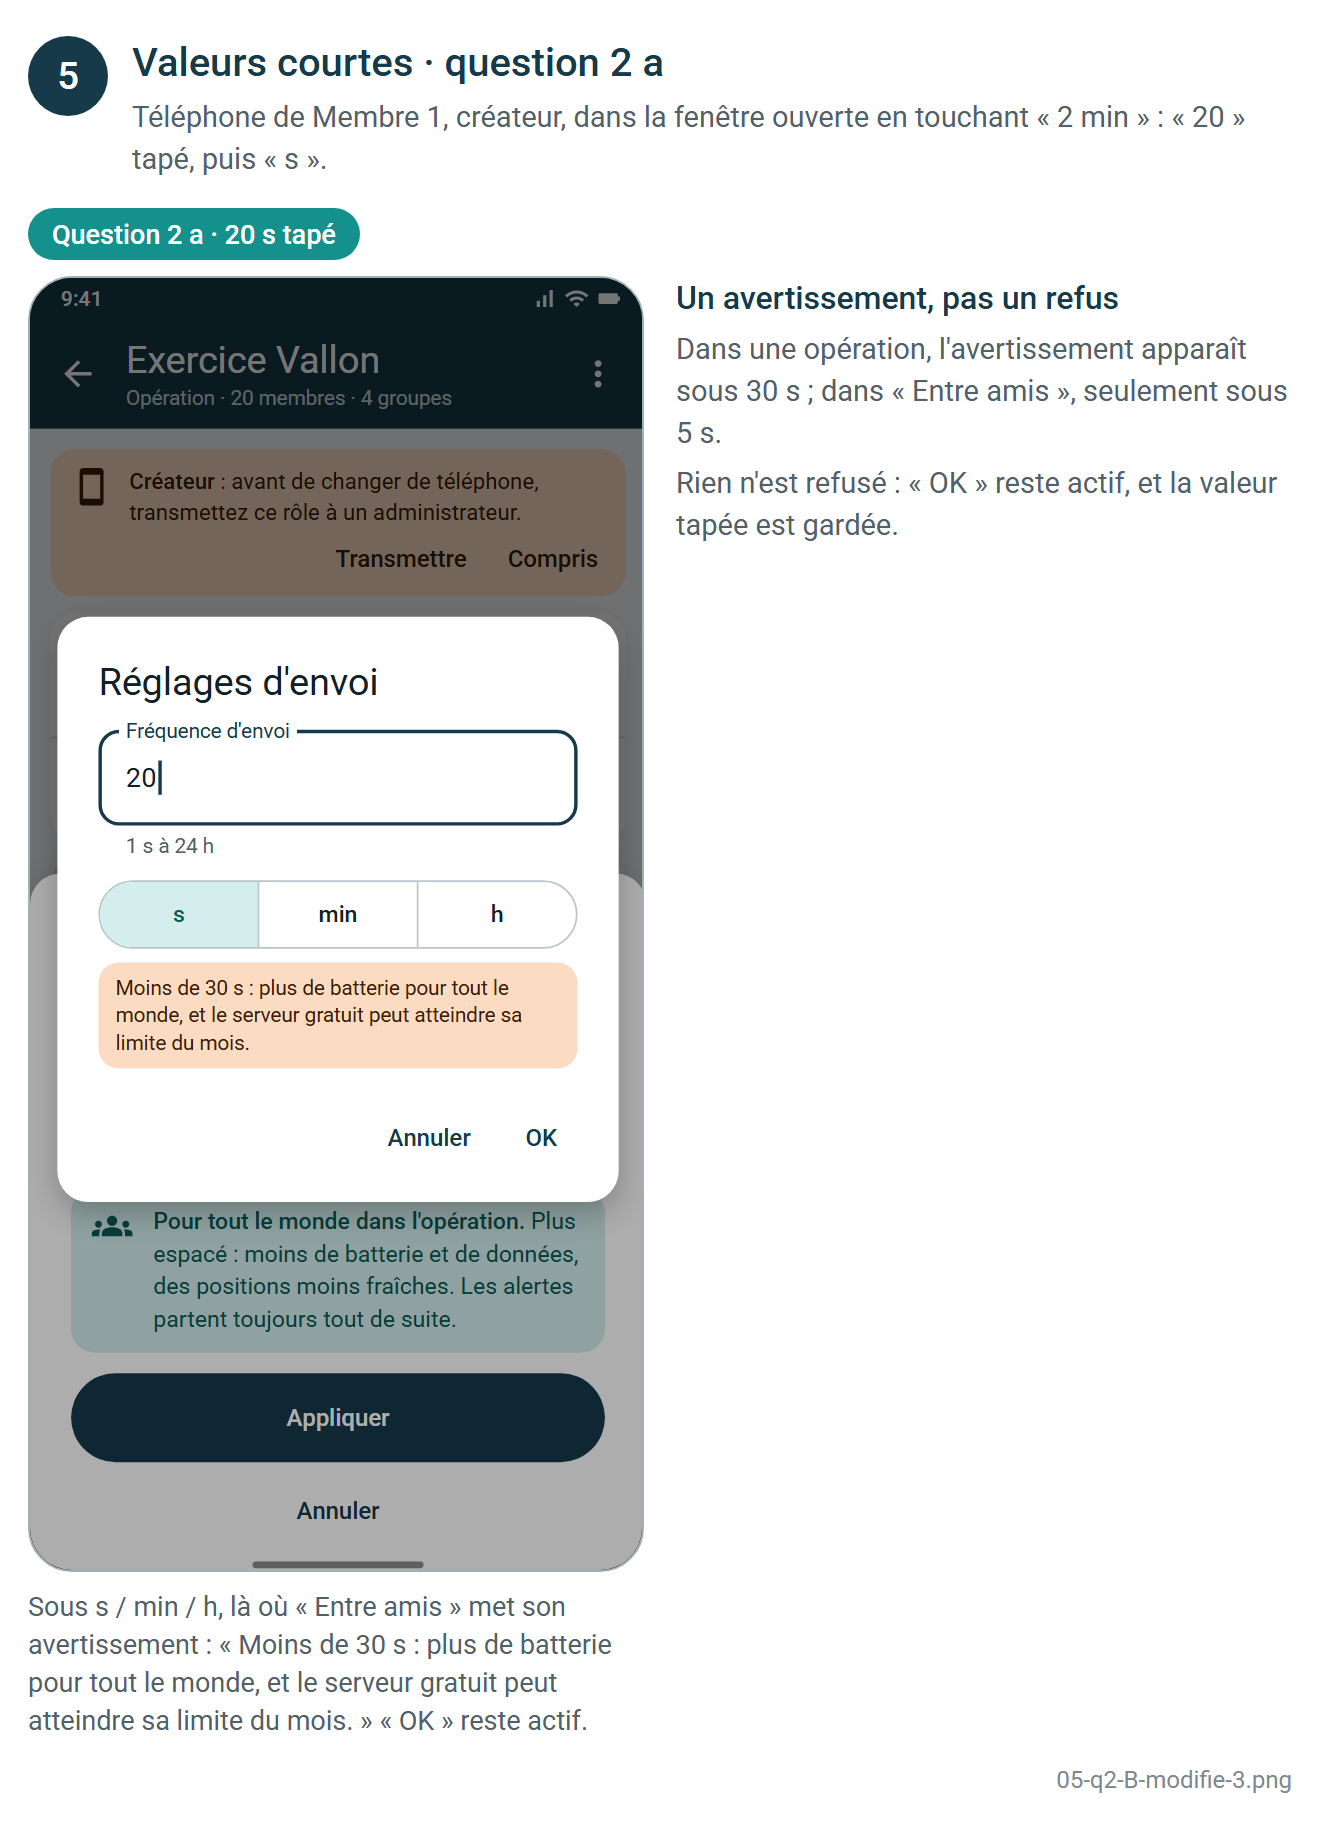 5
Valeurs courtes · question 2 a
Téléphone de Membre 1, créateur, dans la fenêtre ouverte en touchant « 2 min » : « 20 »
tapé, puis « s ».
Question 2 a · 20 s tapé
9:41
Exercice Vallon
Opération · 20 membres · 4 groupes
Créateur : avant de changer de téléphone,
transmettez ce rôle à un administrateur.
Transmettre Compris
Réglages d'envoi
Fréquence d'envoi
20
1 s à 24 h
s min h
Moins de 30 s : plus de batterie pour tout le
monde, et le serveur gratuit peut atteindre sa
limite du mois.
Annuler OK
Pour tout le monde dans l'opération. Plus
espacé : moins de batterie et de données,
des positions moins fraîches. Les alertes
partent toujours tout de suite.
Appliquer
Annuler
Un avertissement, pas un refus
Dans une opération, l'avertissement apparaît
sous 30 s ; dans « Entre amis », seulement sous
5 s.
Rien n'est refusé : « OK » reste actif, et la valeur
tapée est gardée.
Sous s / min / h, là où « Entre amis » met son
avertissement : « Moins de 30 s : plus de batterie
pour tout le monde, et le serveur gratuit peut
atteindre sa limite du mois. » « OK » reste actif.
05-q2-B-modifie-3.png